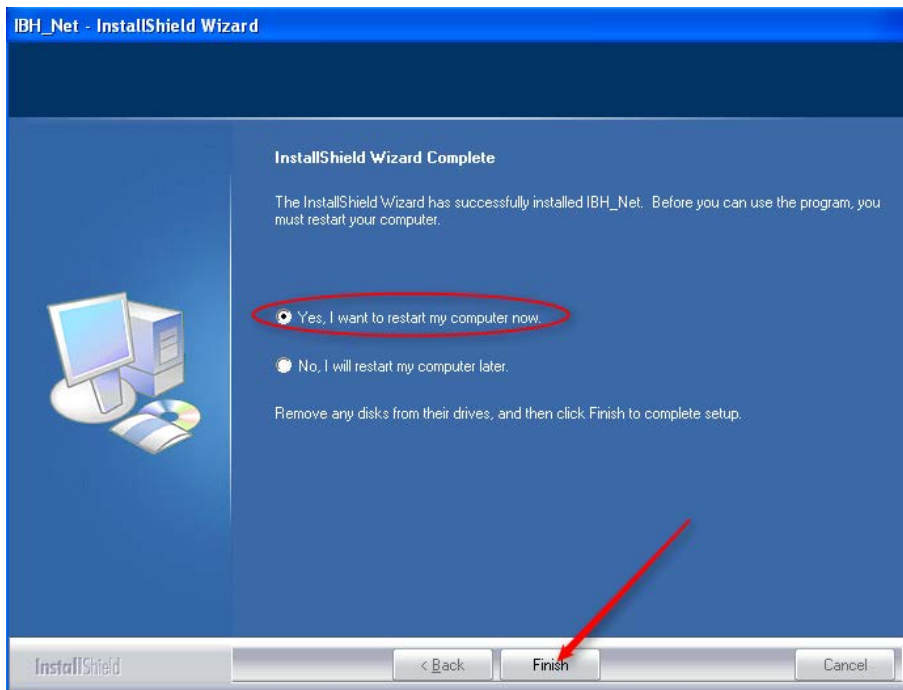 IBH_Net - InstallShield Wizard
InstallShield Wizard Complete
The InstallShield Wizard has successfully installed IBH_Net. Before you can use the program, you
must restart your computer.
Yes, I want to restart my computer now.
No, I will restart my computer later.
Remove any disks from their drives, and then click Finish to complete setup.
InstallShield
< Back
Finish
Cancel